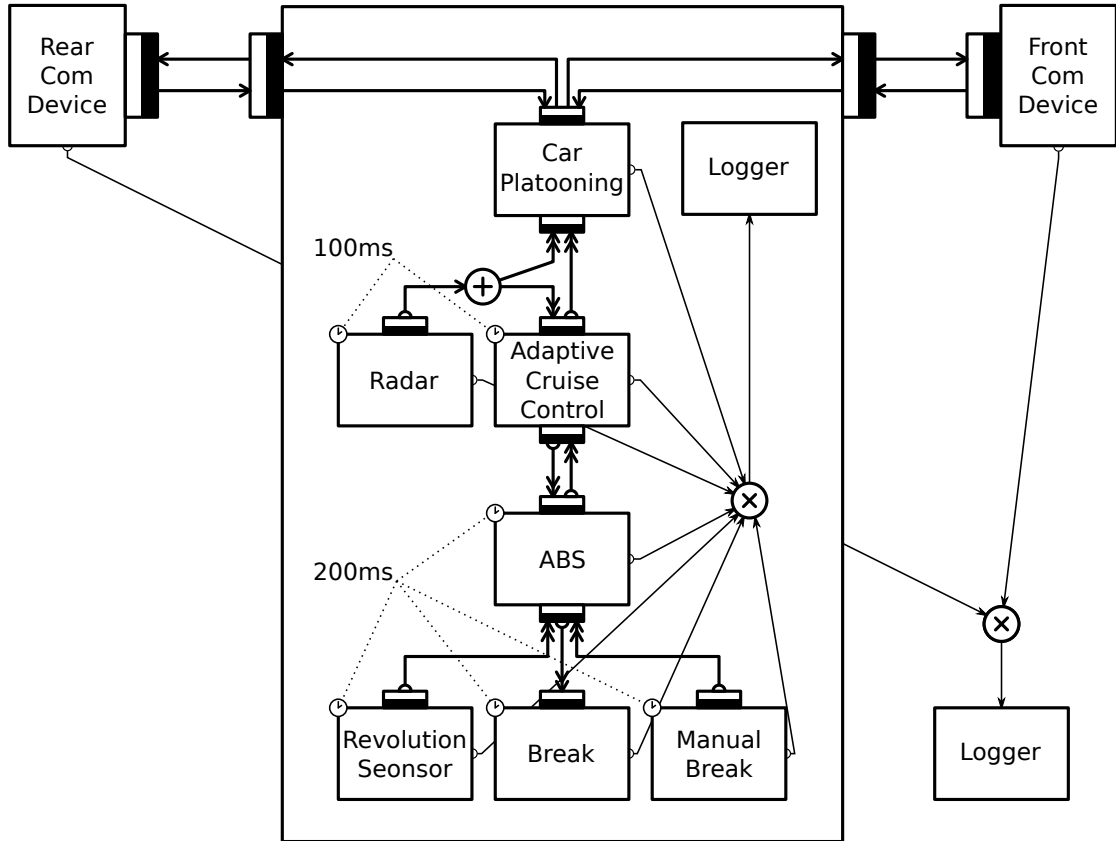 Rear
Com
Device
Front
Com
Device
Car
Platooning
Logger
100ms
Radar
Adaptive
Cruise
Control
200ms
ABS
Revolution
Seonsor
Break
Manual
Break
Logger